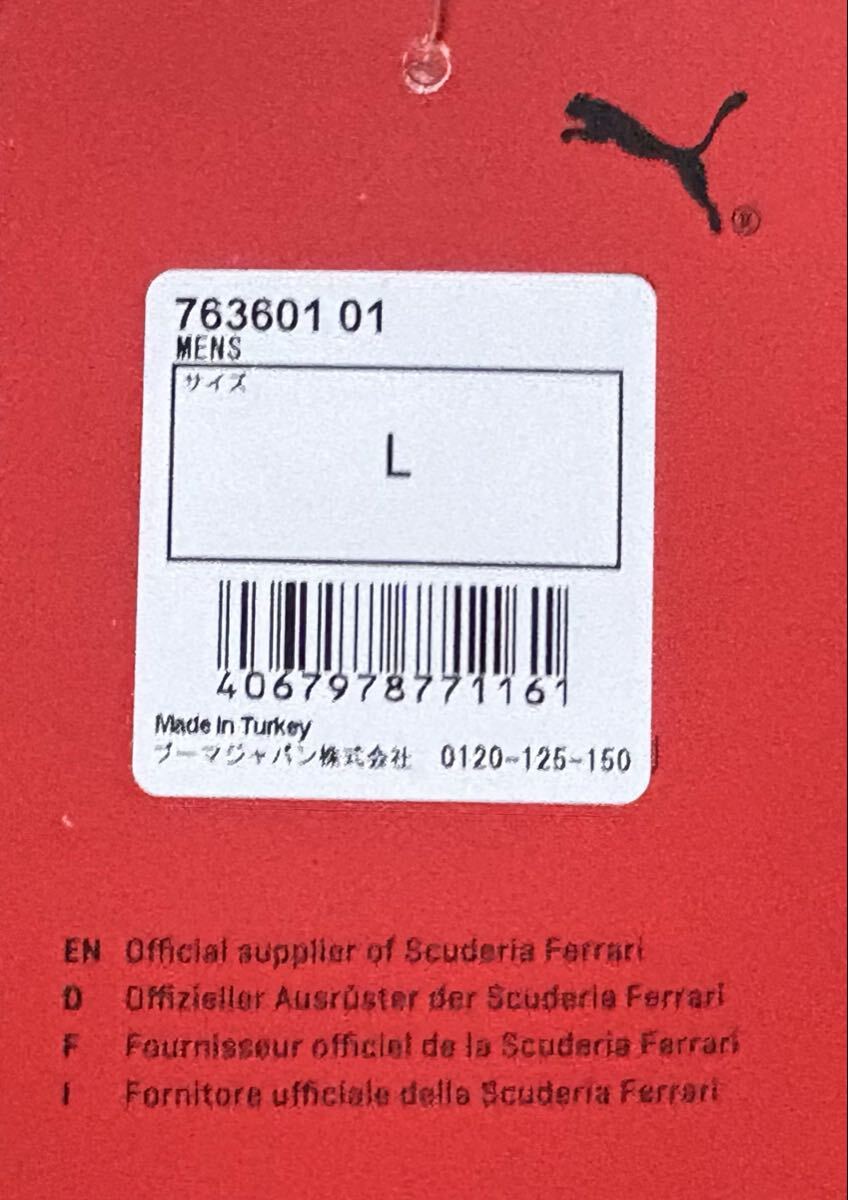 763601 01
MENS
サイズ
L
4067978771161
Made in Turkey
プーマジャパン株式会社 0120-125-150
EN Official supplier of Scuderia Ferrari
D Offizieller Ausrüster der Scuderia Ferrari
F Fournisseur officiel de la Scuderia Ferrari
I Fornitore ufficiale della Scuderia Ferrari